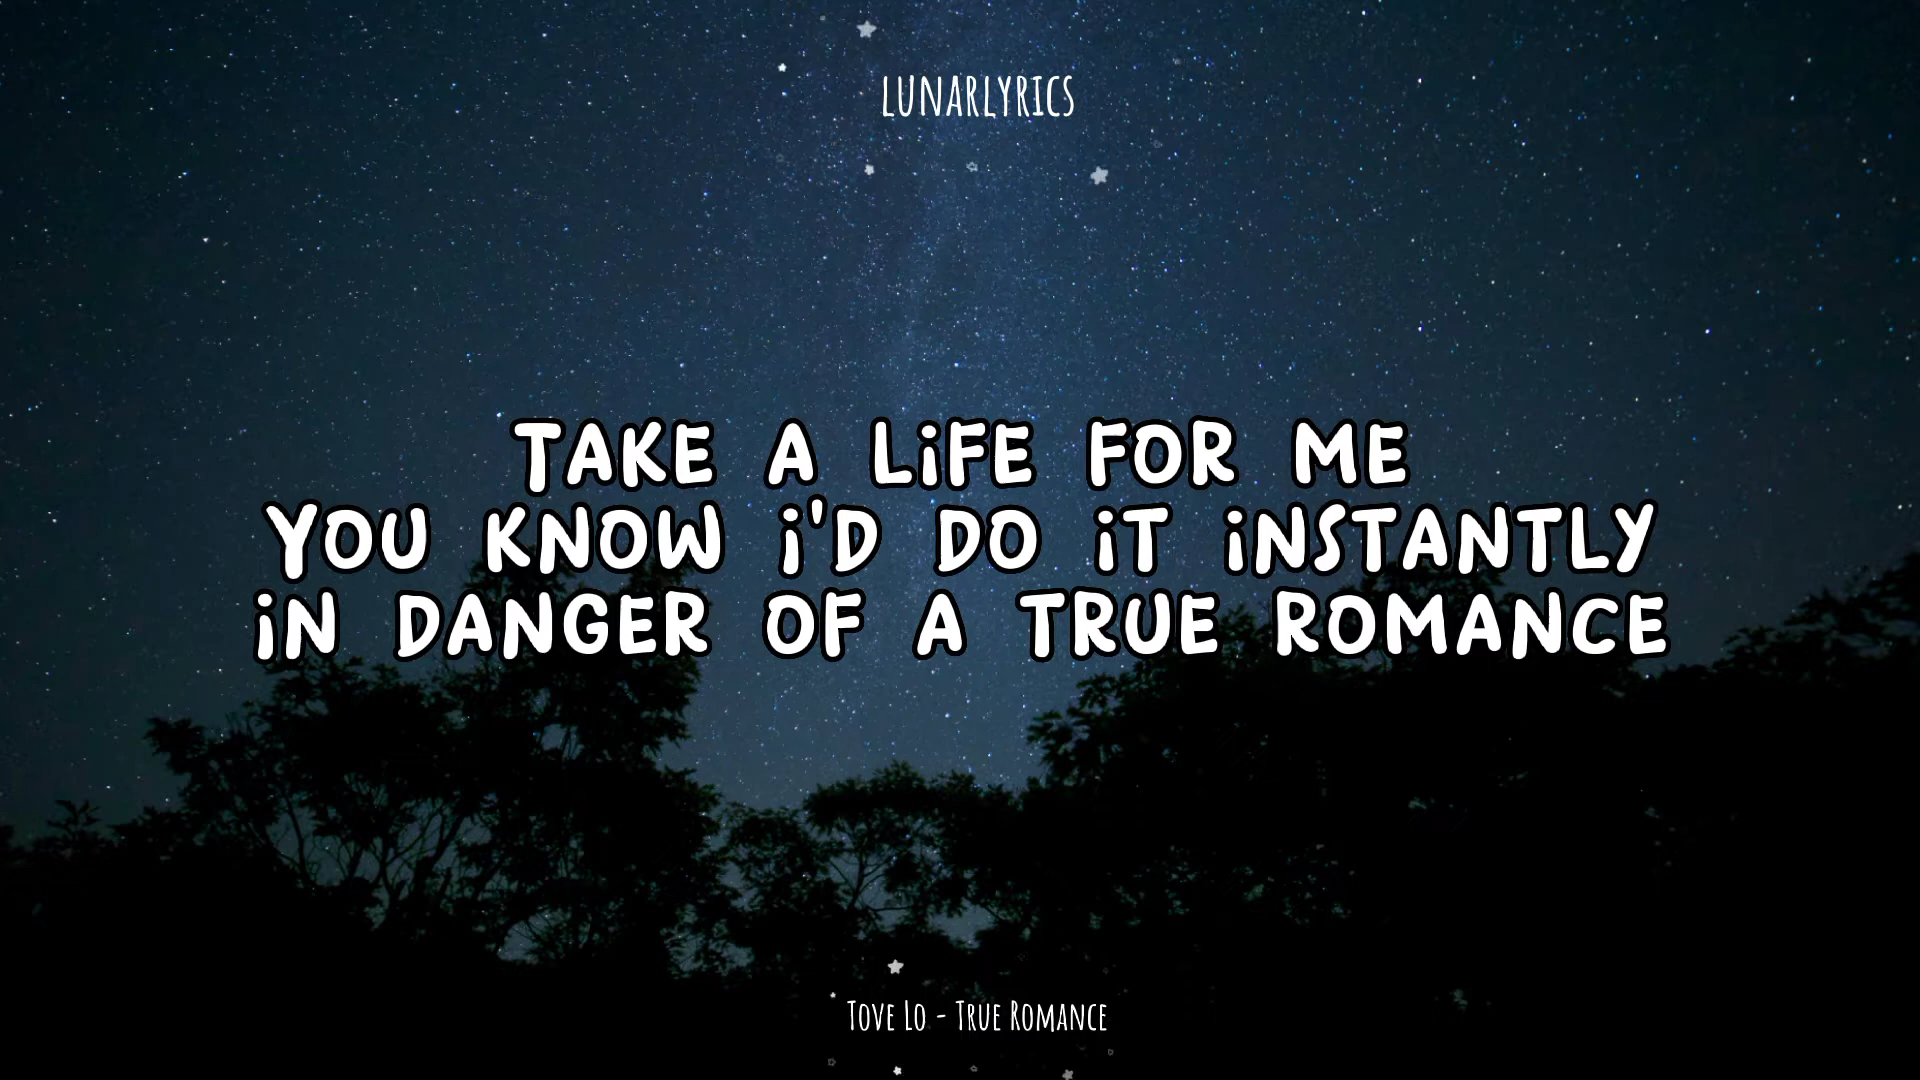 LUNARLYRICS
TAKE A LiFE FOR ME
YOU KNOW i'D DO iT iNSTANTLY
iN DANGER OF A TRUE ROMANCE
Tove Lo - True Romance